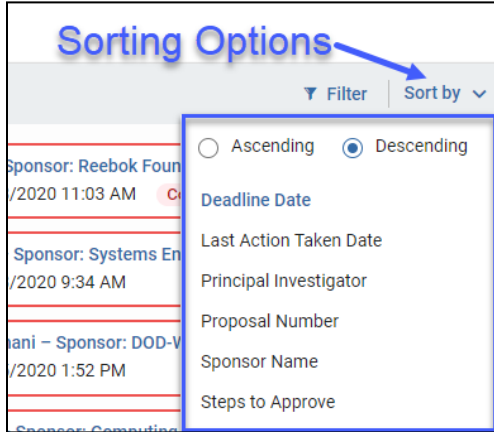 Sorting Options
Filter
Sort by
Ascending
Descending
Sponsor: Reebok Foun
/2020 11:03 AM
Deadline Date
Last Action Taken Date
Sponsor: Systems En
/2020 9:34 AM
Principal Investigator
Proposal Number
nani – Sponsor: DOD-W
/2020 1:52 PM
Sponsor Name
Steps to Approve
Sponsor: Computing